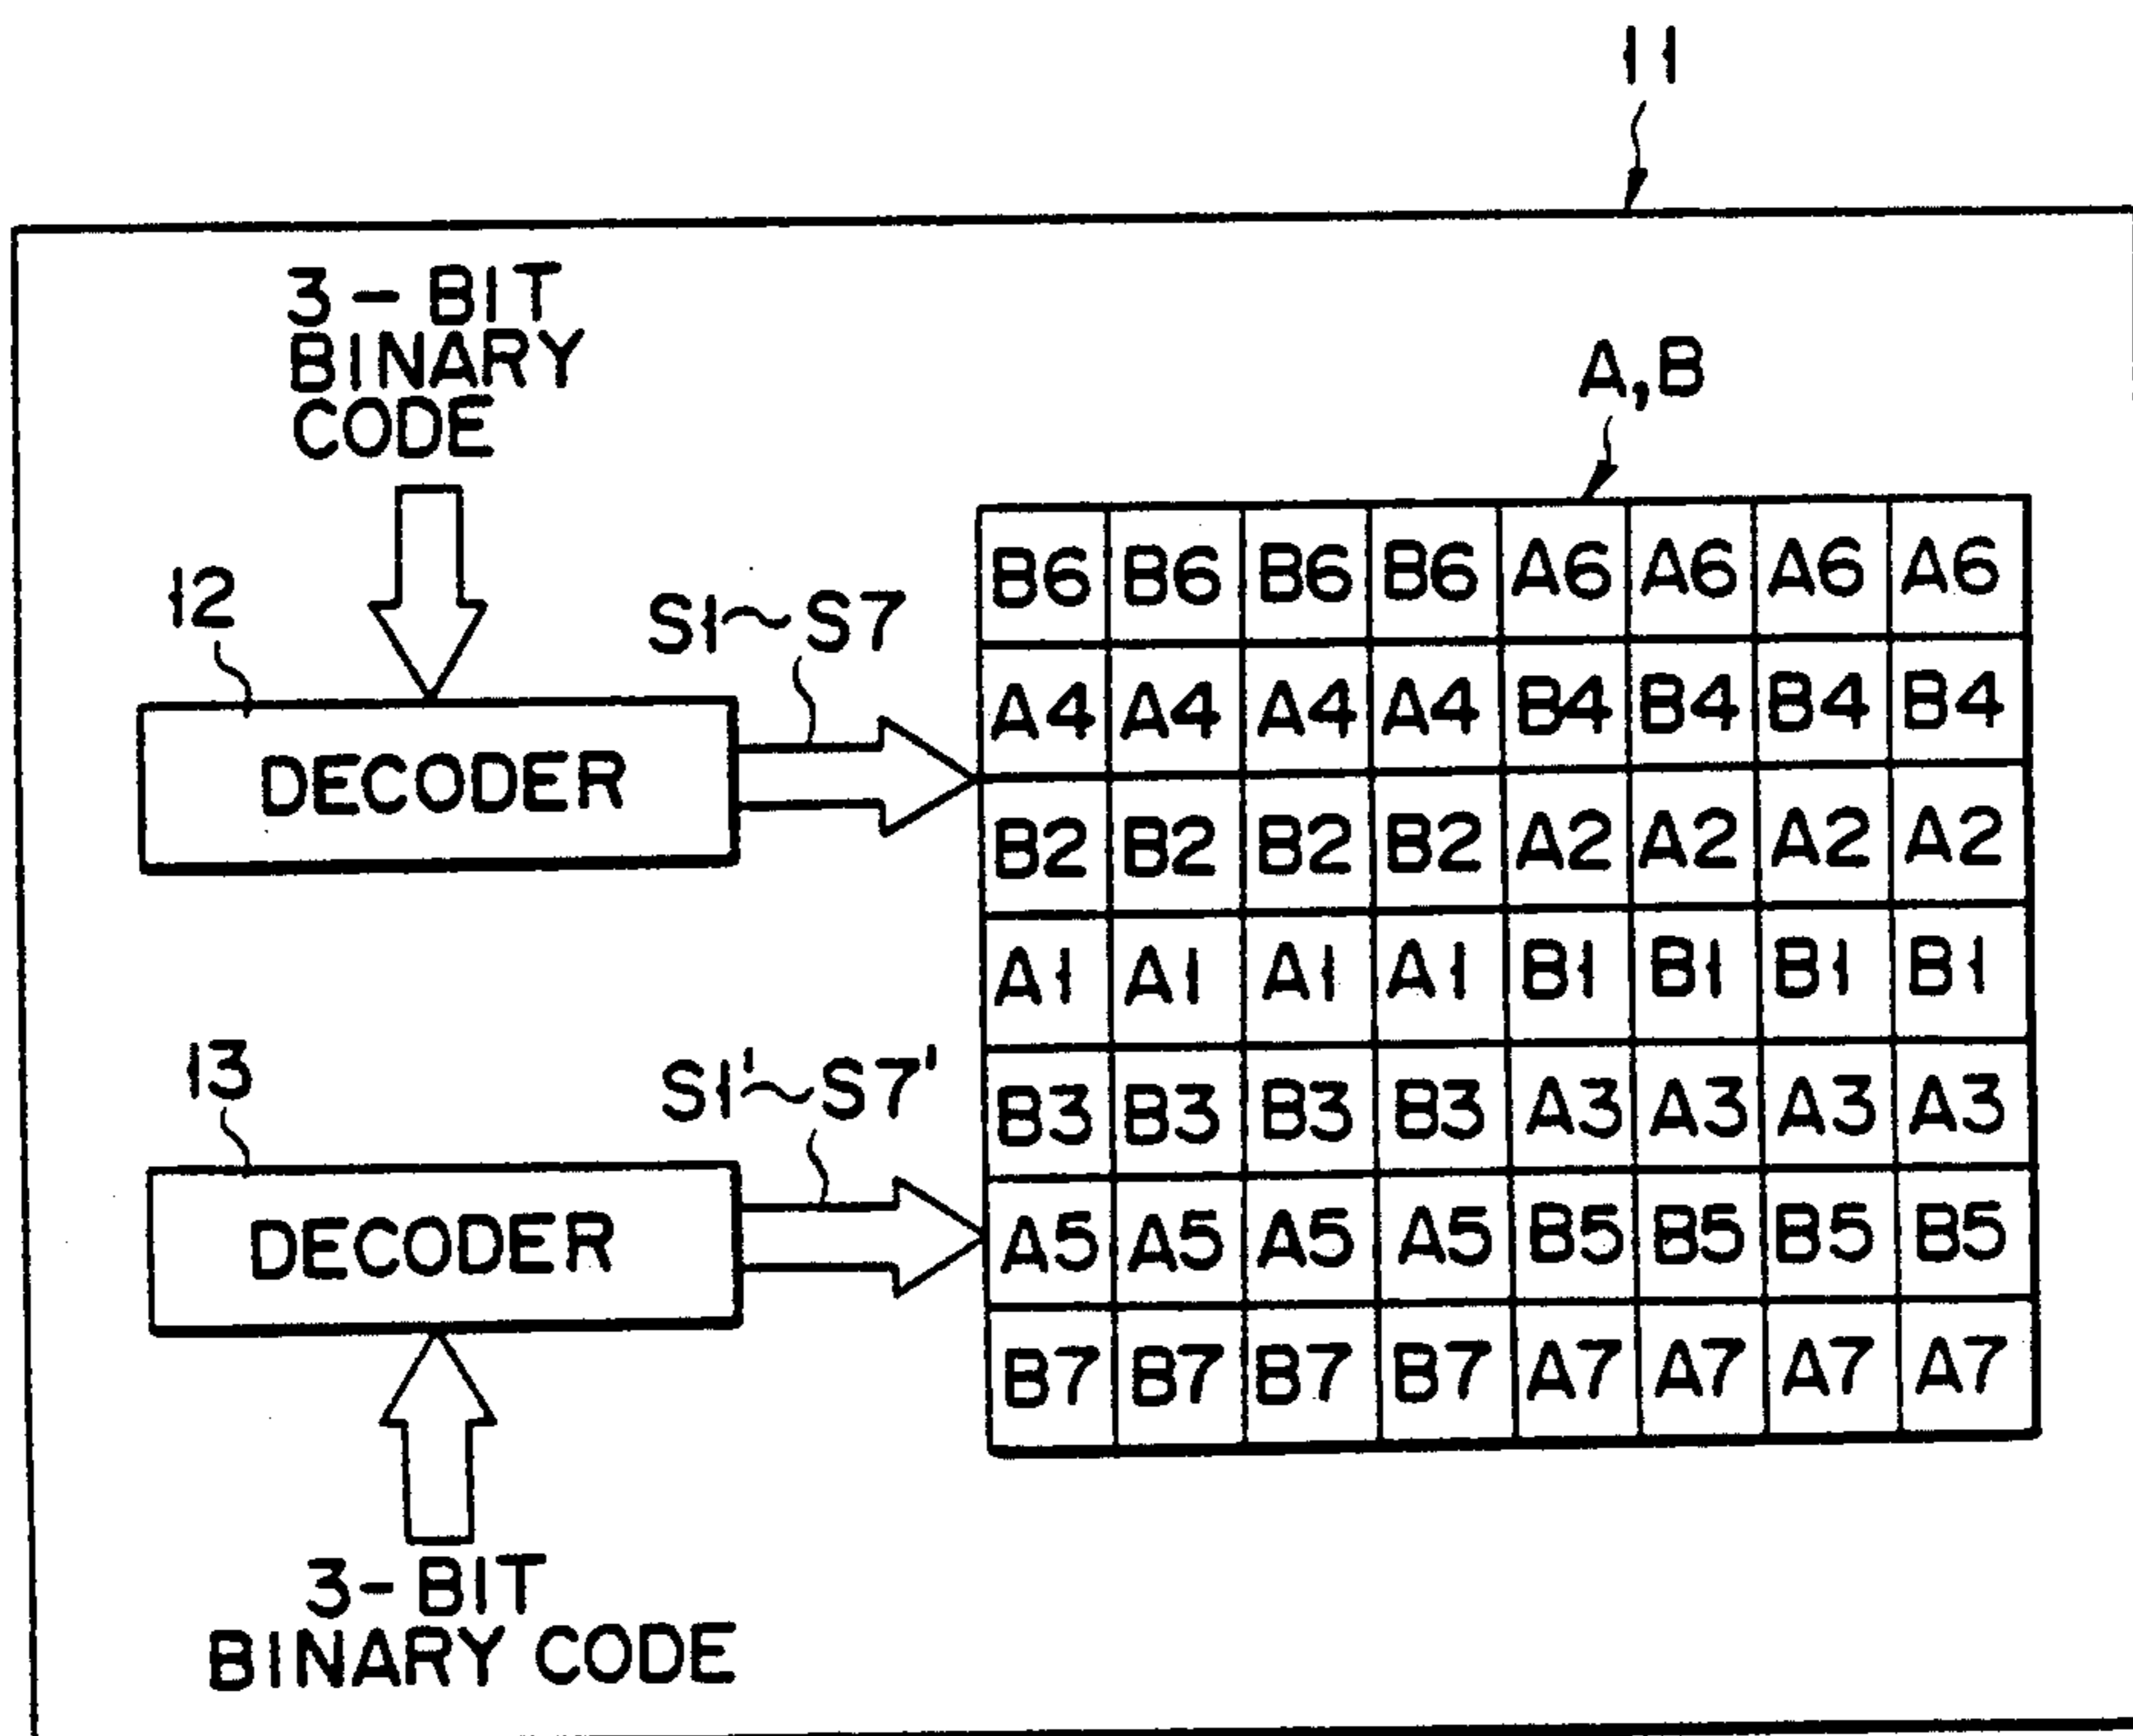 11
3-BIT
BINARY
CODE
A,B
12
S1~S7
DECODER
B6 B6 B6 B6 A6 A6 A6 A6
A4 A4 A4 A4 B4 B4 B4 B4
B2 B2 B2 B2 A2 A2 A2 A2
A1 A1 A1 A1 B1 B1 B1 B1
B3 B3 B3 B3 A3 A3 A3 A3
A5 A5 A5 A5 B5 B5 B5 B5
B7 B7 B7 B7 A7 A7 A7 A7
13
S1'~S7'
DECODER
3-BIT
BINARY CODE